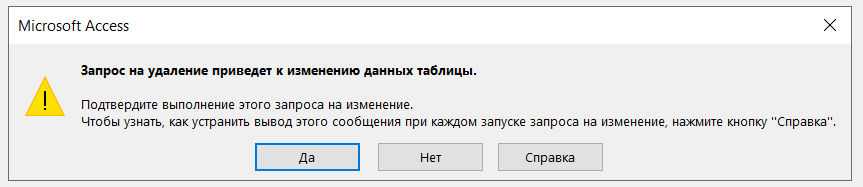 Microsoft Access
Запрос на удаление приведет к изменению данных таблицы.
Подтвердите выполнение этого запроса на изменение.
Чтобы узнать, как устранить вывод этого сообщения при каждом запуске запроса на изменение, нажмите кнопку "Справка".
Да Нет Справка